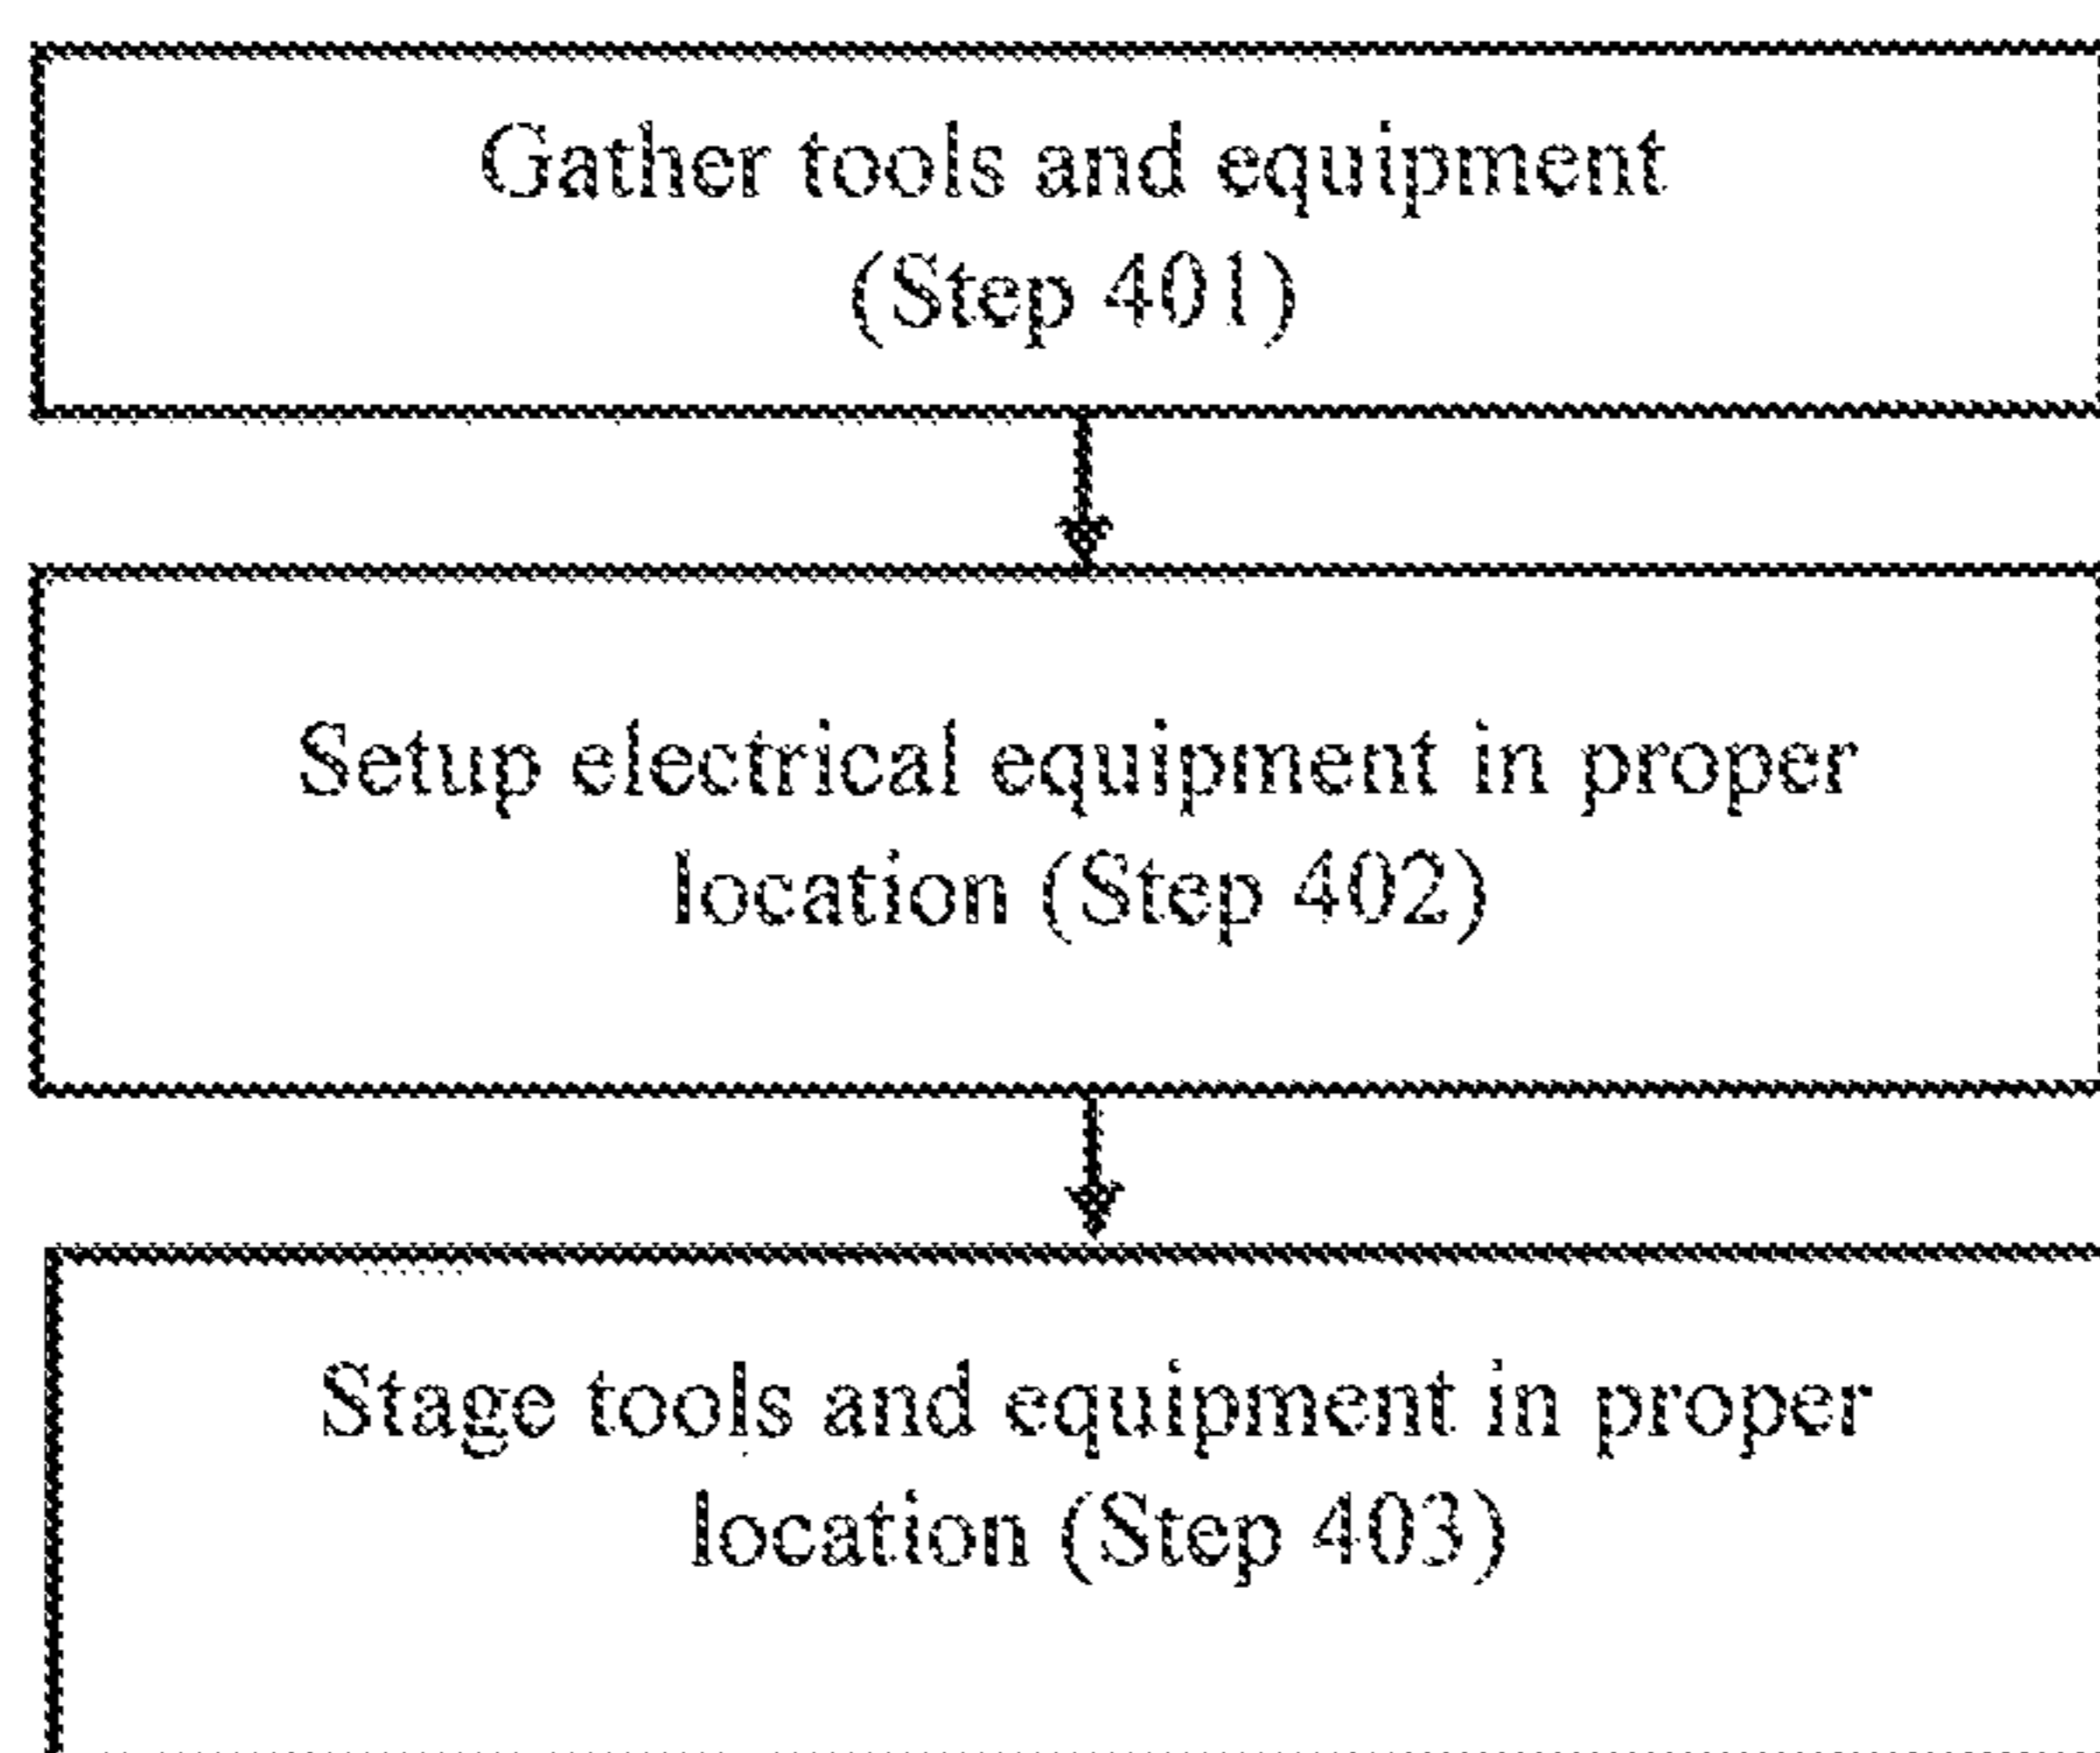 Gather tools and equipment
(Step 401)
Setup electrical equipment in proper
location (Step 402)
Stage tools and equipment in proper
location (Step 403)